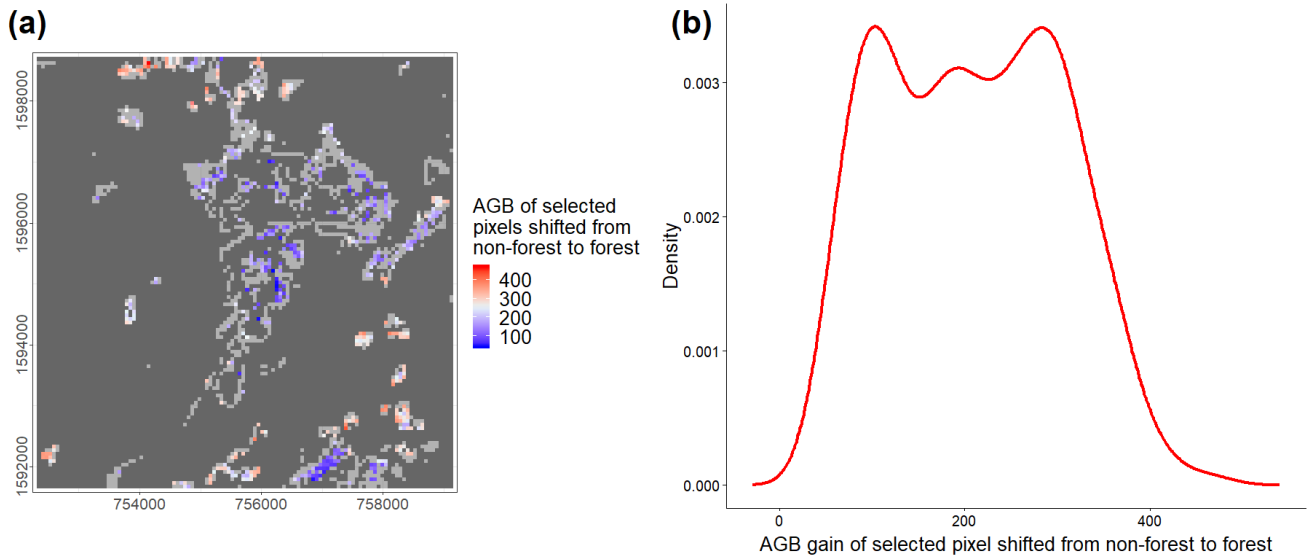 (a)
1598000
1596000
1594000
1592000
754000
756000
758000
AGB of selected
pixels shifted from
non-forest to forest
400
300
200
100
(b)
Density
0.003
0.002
0.001
0.000
0
200
400
AGB gain of selected pixel shifted from non-forest to forest